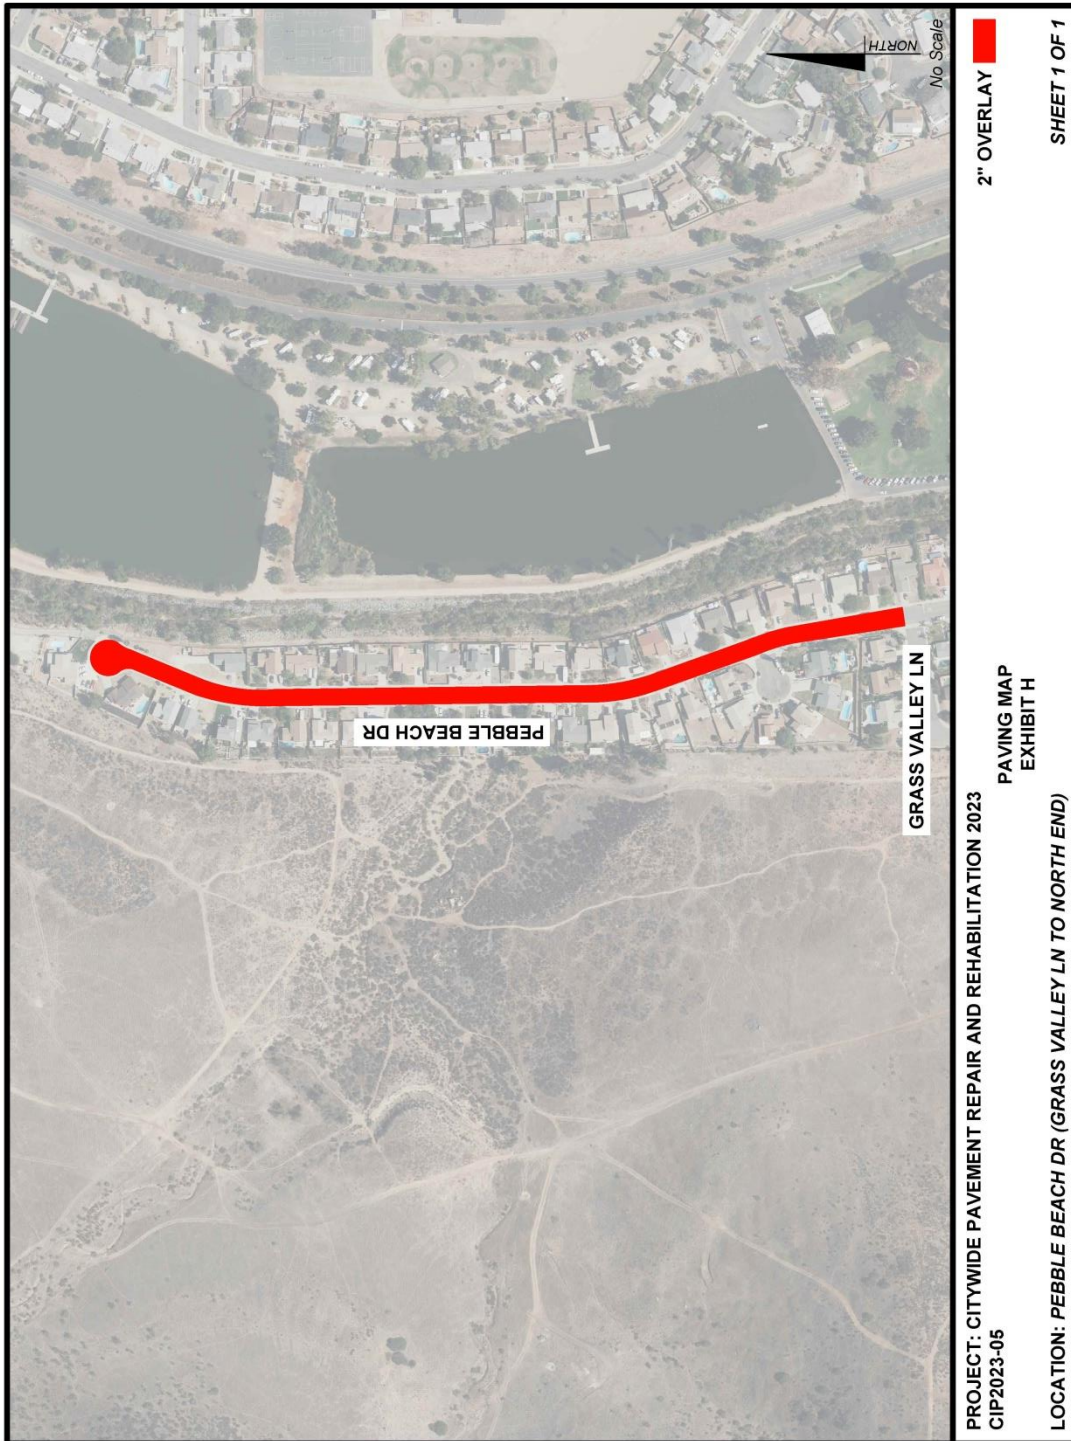 NORTH
No Scale
PEBBLE BEACH DR
GRASS VALLEY LN
PROJECT: CITYWIDE PAVEMENT REPAIR AND REHABILITATION 2023
CIP2023-05
PAVING MAP
EXHIBIT H
LOCATION: PEBBLE BEACH DR (GRASS VALLEY LN TO NORTH END)
2" OVERLAY
SHEET 1 OF 1